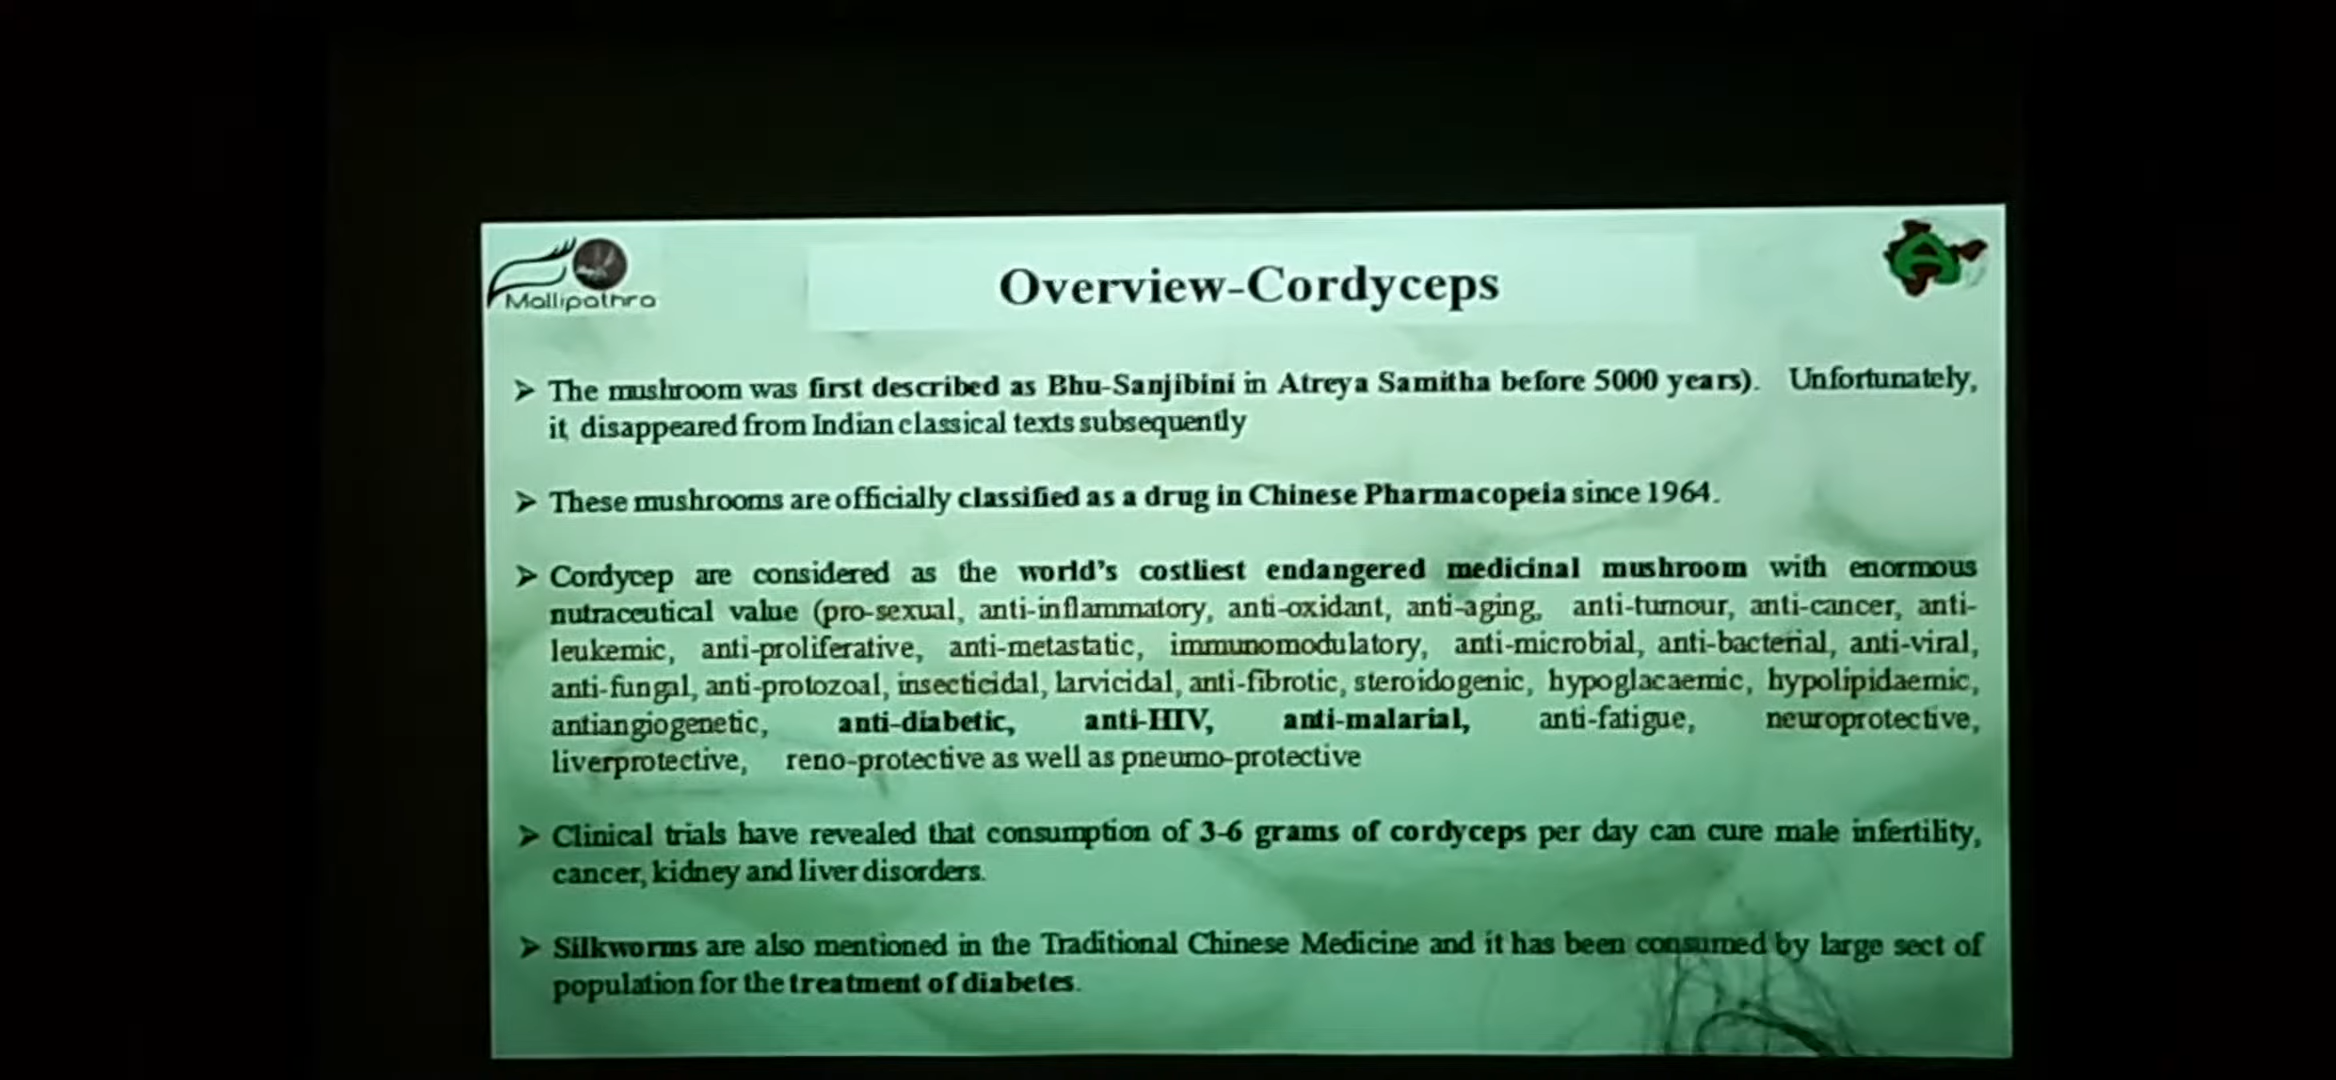 Mallipathra
Overview-Cordyceps
➤ The mushroom was first described as Bhu-Sanjibini in Atreya Samitha before 5000 years). Unfortunately,
it disappeared from Indian classical texts subsequently
➤ These mushrooms are officially classified as a drug in Chinese Pharmacopeia since 1964.
➤ Cordycep are considered as the world's costliest endangered medicinal mushroom with enormous
nutraceutical value (pro-sexual, anti-inflammatory, anti-oxidant, anti-aging, anti-tumour, anti-cancer, anti-
leukemic, anti-proliferative, anti-metastatic, immunomodulatory, anti-microbial, anti-bacterial, anti-viral,
anti-fungal, anti-protozoal, insecticidal, larvicidal, anti-fibrotic, steroidogenic, hypoglacaemic, hypolipidaemic,
antiangiogenetic, anti-diabetic, anti-HIV, anti-malarial, anti-fatigue, neuroprotective,
liverprotective, reno-protective as well as pneumo-protective
➤ Clinical trials have revealed that consumption of 3-6 grams of cordyceps per day can cure male infertility,
cancer, kidney and liver disorders.
➤ Silkworms are also mentioned in the Traditional Chinese Medicine and it has been consumed by large sect of
population for the treatment of diabetes.